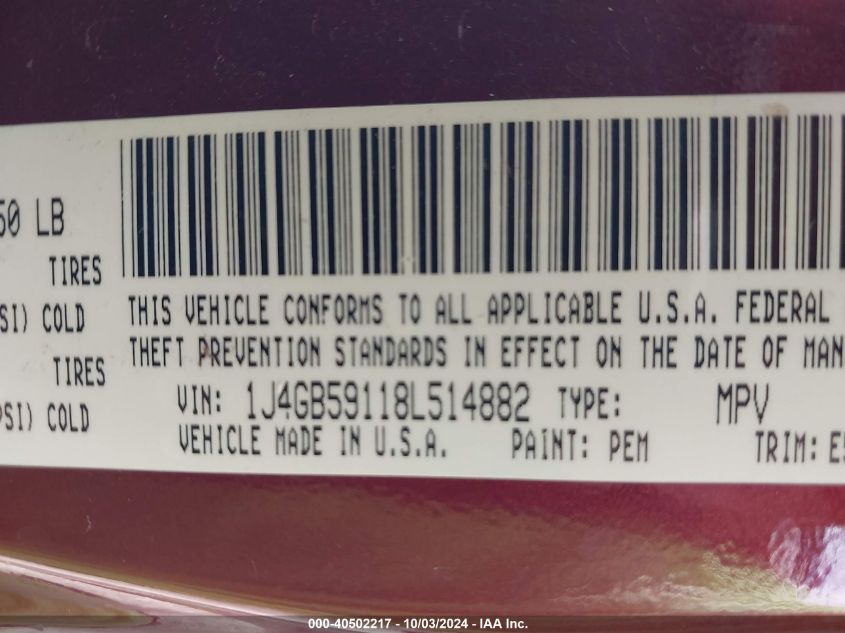 50 LB
TIRES
SI) COLD
TIRES
PSI) COLD
THIS VEHICLE CONFORMS TO ALL APPLICABLE U.S.A. FEDERAL
THEFT PREVENTION STANDARDS IN EFFECT ON THE DATE OF MAN
VIN: 1J4GB59118L514882 TYPE: MPV
VEHICLE MADE IN U.S.A. PAINT: PEM TRIM: E5
000-40502217 - 10/03/2024 - IAA Inc.